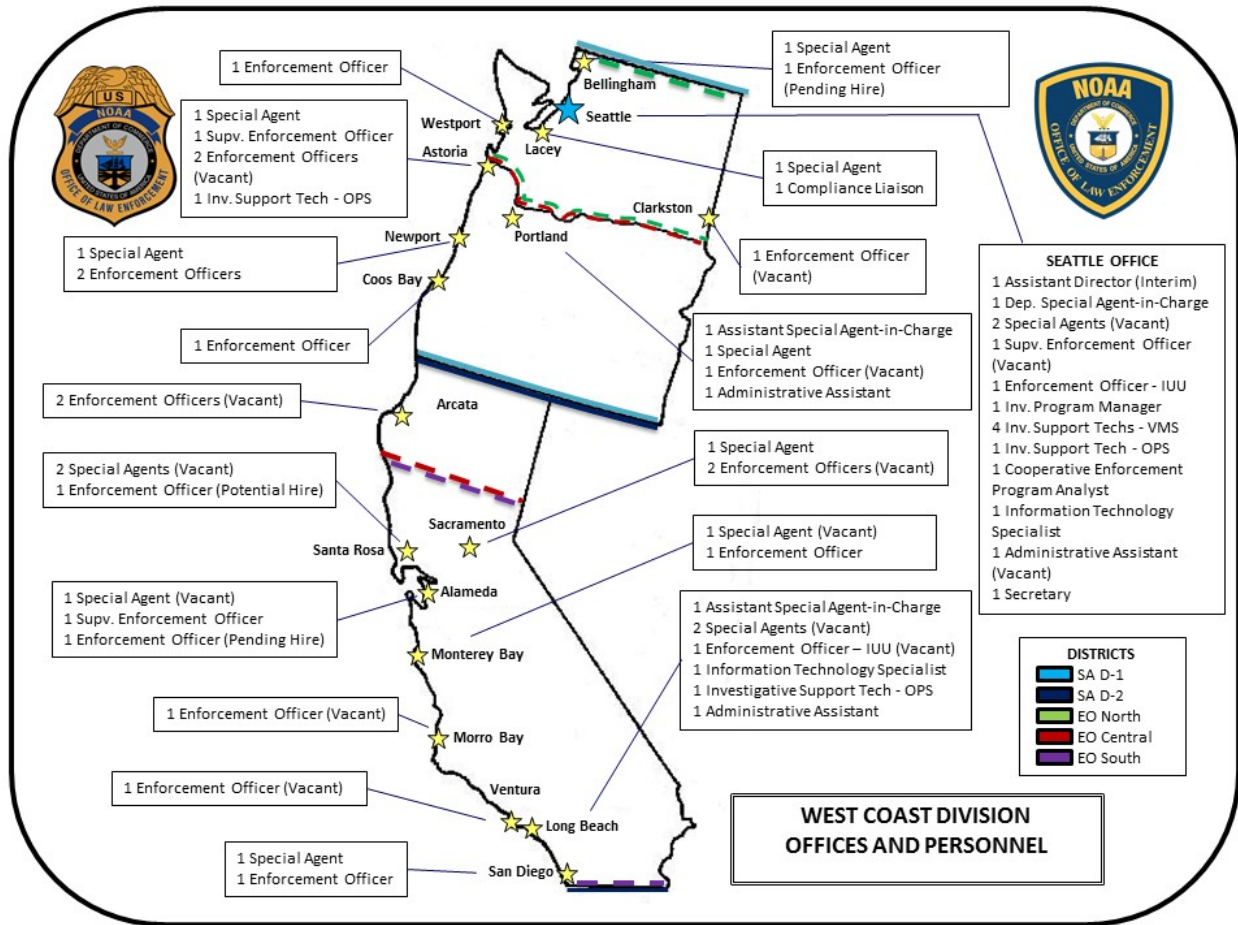 1 Enforcement Officer
1 Special Agent
1 Enforcement Officer
(Pending Hire)
US
NOAA
DEPARTMENT OF COMMERCE
UNITED STATES OF AMERICA
OFFICE OF LAW ENFORCEMENT
NOAA
DEPARTMENT OF COMMERCE
UNITED STATES OF AMERICA
OFFICE OF LAW ENFORCEMENT
Bellingham
Seattle
Westport
Lacey
Astoria
1 Special Agent
1 Supv. Enforcement Officer
2 Enforcement Officers
(Vacant)
1 Inv. Support Tech - OPS
1 Special Agent
1 Compliance Liaison
Clarkston
Portland
Newport
1 Special Agent
2 Enforcement Officers
1 Enforcement Officer
(Vacant)
Coos Bay
1 Enforcement Officer
1 Assistant Special Agent-in-Charge
1 Special Agent
1 Enforcement Officer (Vacant)
1 Administrative Assistant
SEATTLE OFFICE
1 Assistant Director (Interim)
1 Dep. Special Agent-in-Charge
2 Special Agents (Vacant)
1 Supv. Enforcement Officer
(Vacant)
1 Enforcement Officer - IUU
1 Inv. Program Manager
4 Inv. Support Techs - VMS
1 Inv. Support Tech - OPS
1 Cooperative Enforcement
Program Analyst
1 Information Technology
Specialist
1 Administrative Assistant
(Vacant)
1 Secretary
2 Enforcement Officers (Vacant)
Arcata
2 Special Agents (Vacant)
1 Enforcement Officer (Potential Hire)
1 Special Agent
2 Enforcement Officers (Vacant)
Sacramento
Santa Rosa
1 Special Agent (Vacant)
1 Enforcement Officer
Alameda
1 Special Agent (Vacant)
1 Supv. Enforcement Officer
1 Enforcement Officer (Pending Hire)
1 Assistant Special Agent-in-Charge
2 Special Agents (Vacant)
1 Enforcement Officer – IUU (Vacant)
1 Information Technology Specialist
1 Investigative Support Tech - OPS
1 Administrative Assistant
Monterey Bay
1 Enforcement Officer (Vacant)
Morro Bay
1 Enforcement Officer (Vacant)
Ventura
Long Beach
1 Special Agent
1 Enforcement Officer
San Diego
DISTRICTS
SA D-1
SA D-2
EO North
EO Central
EO South
WEST COAST DIVISION
OFFICES AND PERSONNEL